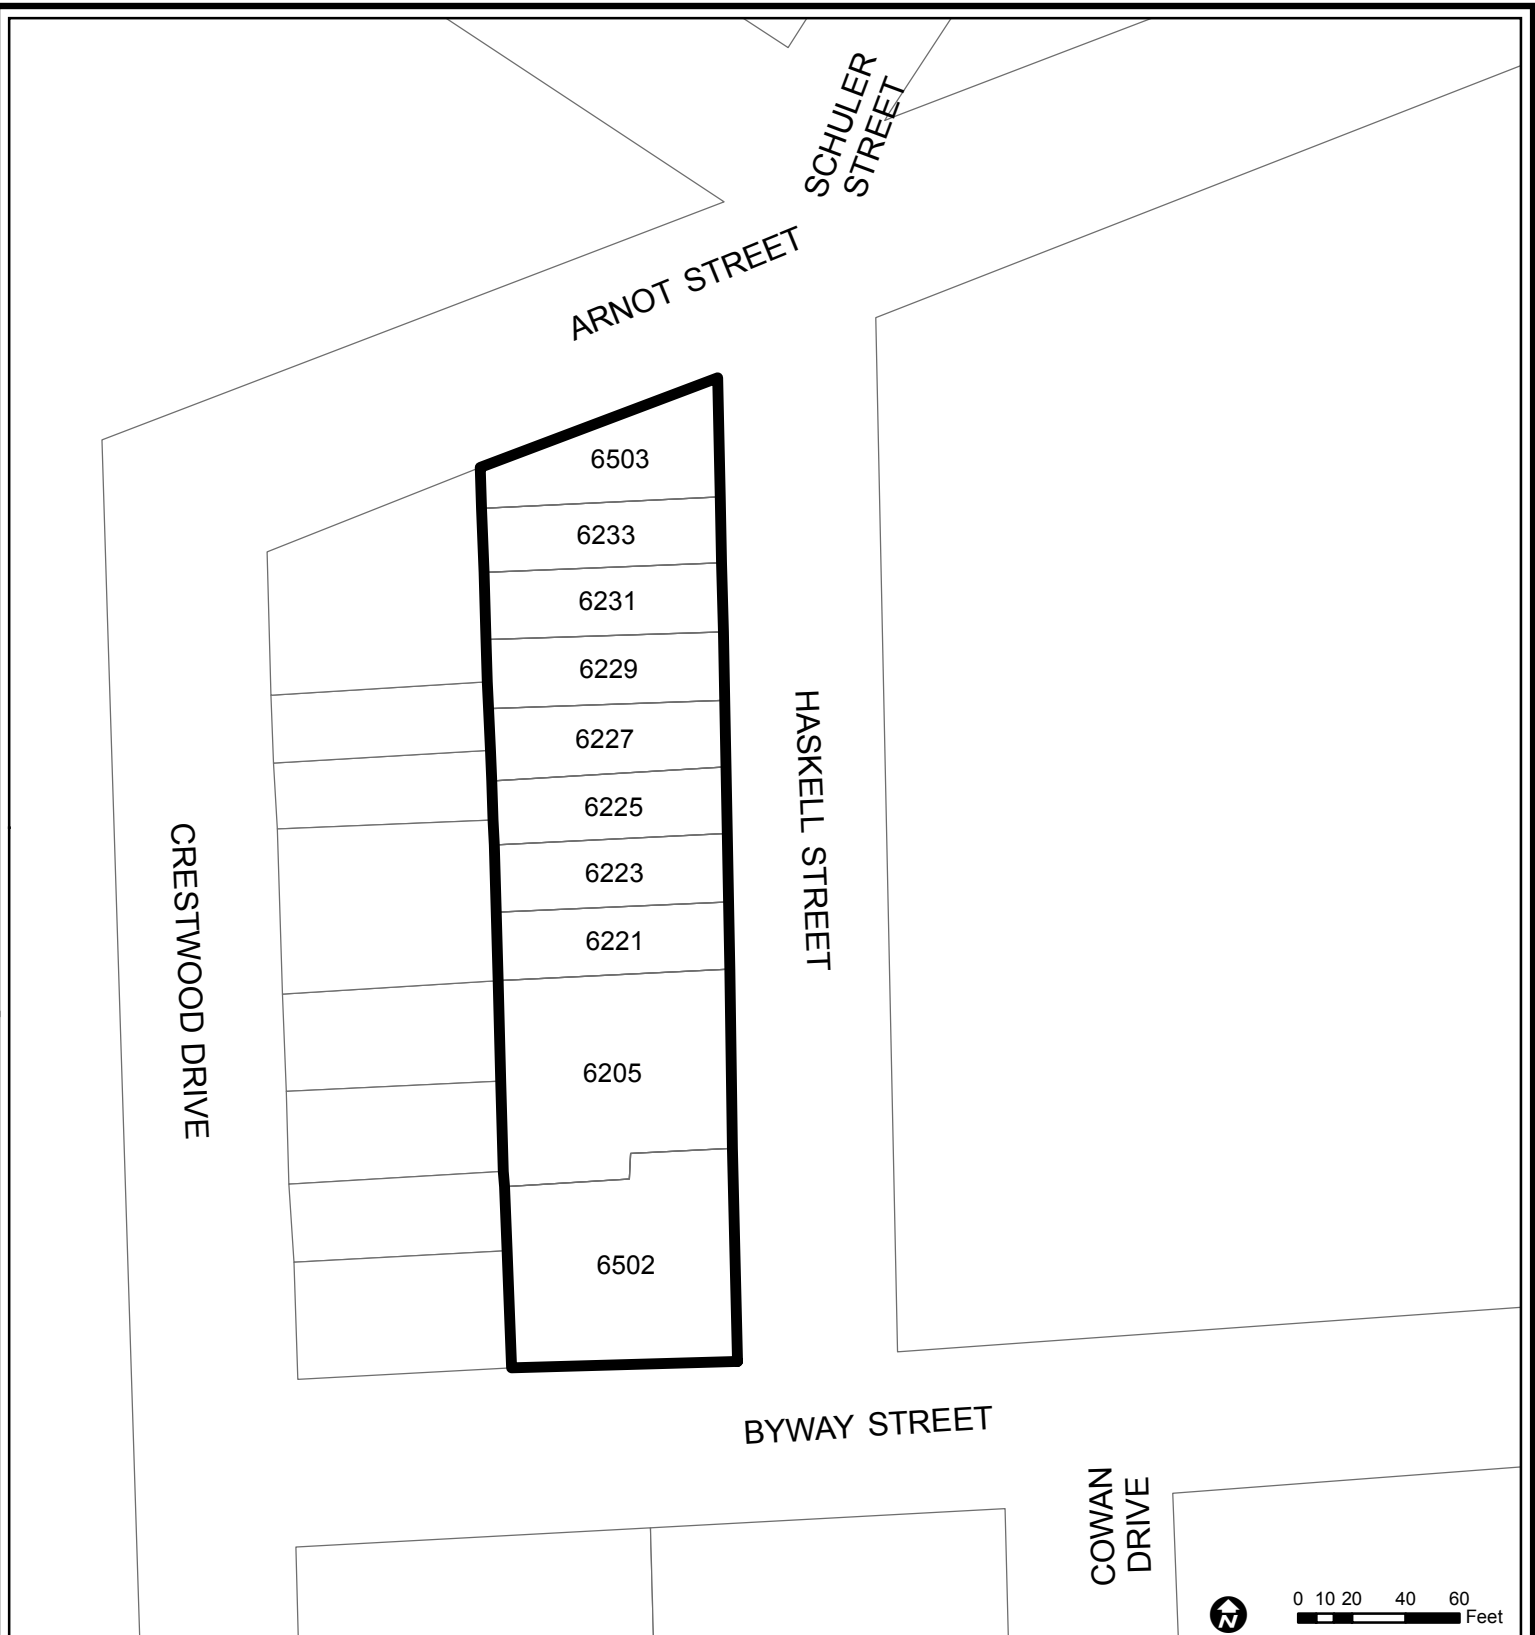 SCHULER
STREET
ARNOT STREET
6503
6233
6231
6229
6227
6225
6223
6221
6205
6502
HASKELL STREET
CRESTWOOD DRIVE
BYWAY STREET
COWAN
DRIVE
N
0 10 20 40 60
Feet